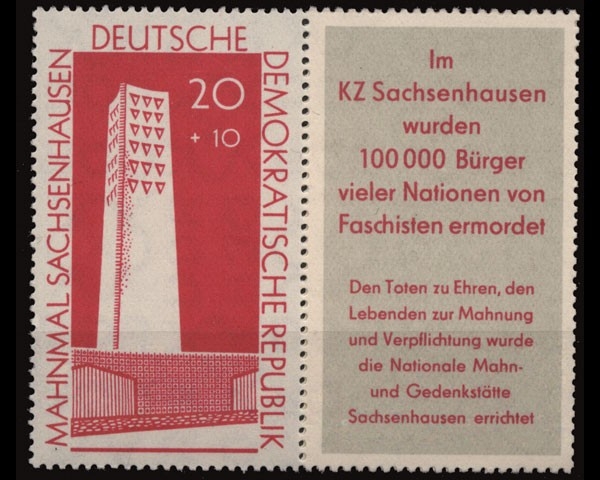 MAHNMAL SACHSENHAUSEN
DEUTSCHE
DEMOKRATISCHE REPUBLIK
20
+ 10
Im
KZ Sachsenhausen
wurden
100 000 Bürger
vieler Nationen von
Faschisten ermordet
Den Toten zu Ehren, den
Lebenden zur Mahnung
und Verpflichtung wurde
die Nationale Mahn-
und Gedenkstätte
Sachsenhausen errichtet